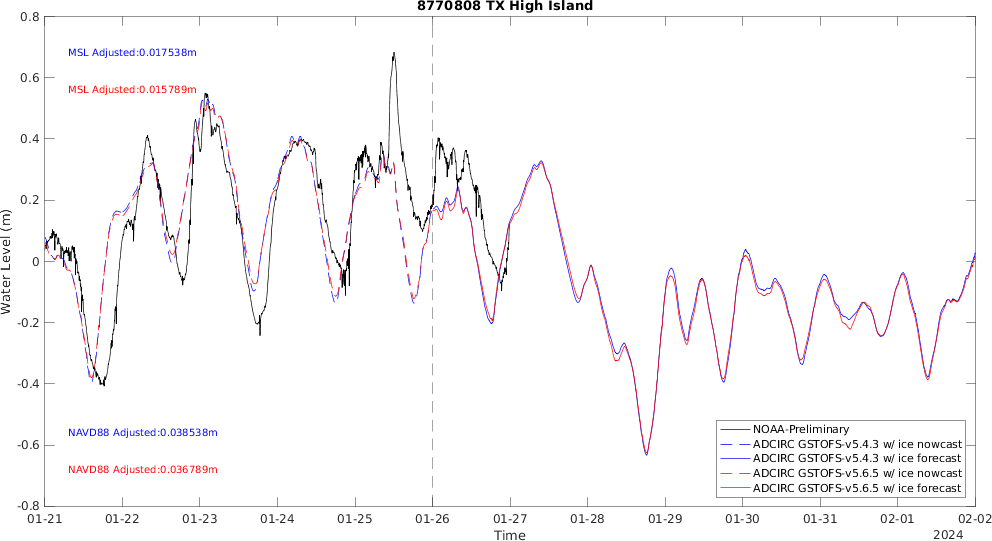 8770808 TX High Island
0.8
0.6
0.4
0.2
0
-0.2
-0.4
-0.6
-0.8
Water Level (m)
MSL Adjusted:0.017538m
MSL Adjusted:0.015789m
NAVD88 Adjusted:0.038538m
NAVD88 Adjusted:0.036789m
NOAA-Preliminary
ADCIRC GSTOFS-v5.4.3 w/ ice nowcast
ADCIRC GSTOFS-v5.4.3 w/ ice forecast
ADCIRC GSTOFS-v5.6.5 w/ ice nowcast
ADCIRC GSTOFS-v5.6.5 w/ ice forecast
01-21 01-22 01-23 01-24 01-25 01-26 01-27 01-28 01-29 01-30 01-31 02-01 02-02
Time
2024